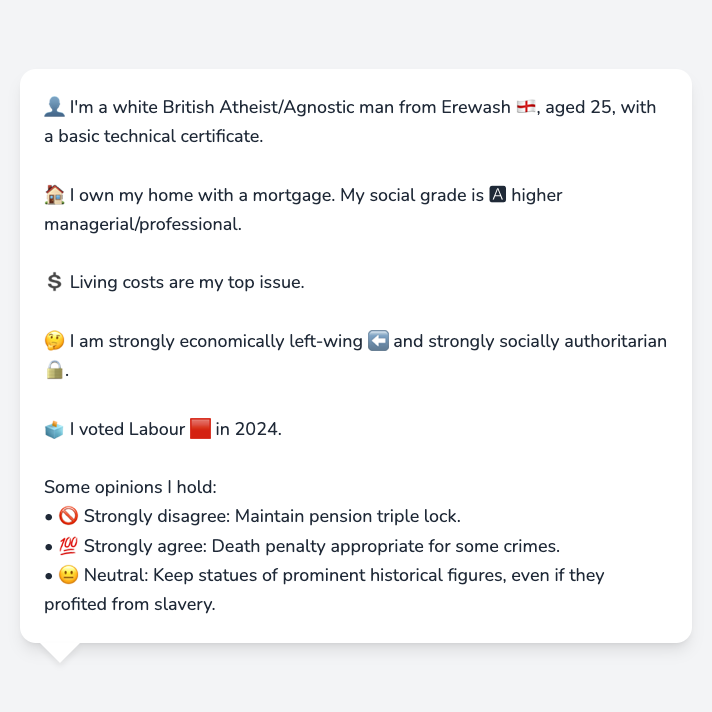 👤 I'm a white British Atheist/Agnostic man from Erewash 🏴󠁧󠁢󠁥󠁮󠁧󠁿, aged 25, with
a basic technical certificate.
🏠 I own my home with a mortgage. My social grade is 🅰 higher
managerial/professional.
💲 Living costs are my top issue.
🤔 I am strongly economically left-wing ⬅️ and strongly socially authoritarian
🔒.
🗳️ I voted Labour 🟥 in 2024.
Some opinions I hold:
• 🚫 Strongly disagree: Maintain pension triple lock.
• 💯 Strongly agree: Death penalty appropriate for some crimes.
• 😐 Neutral: Keep statues of prominent historical figures, even if they
profited from slavery.